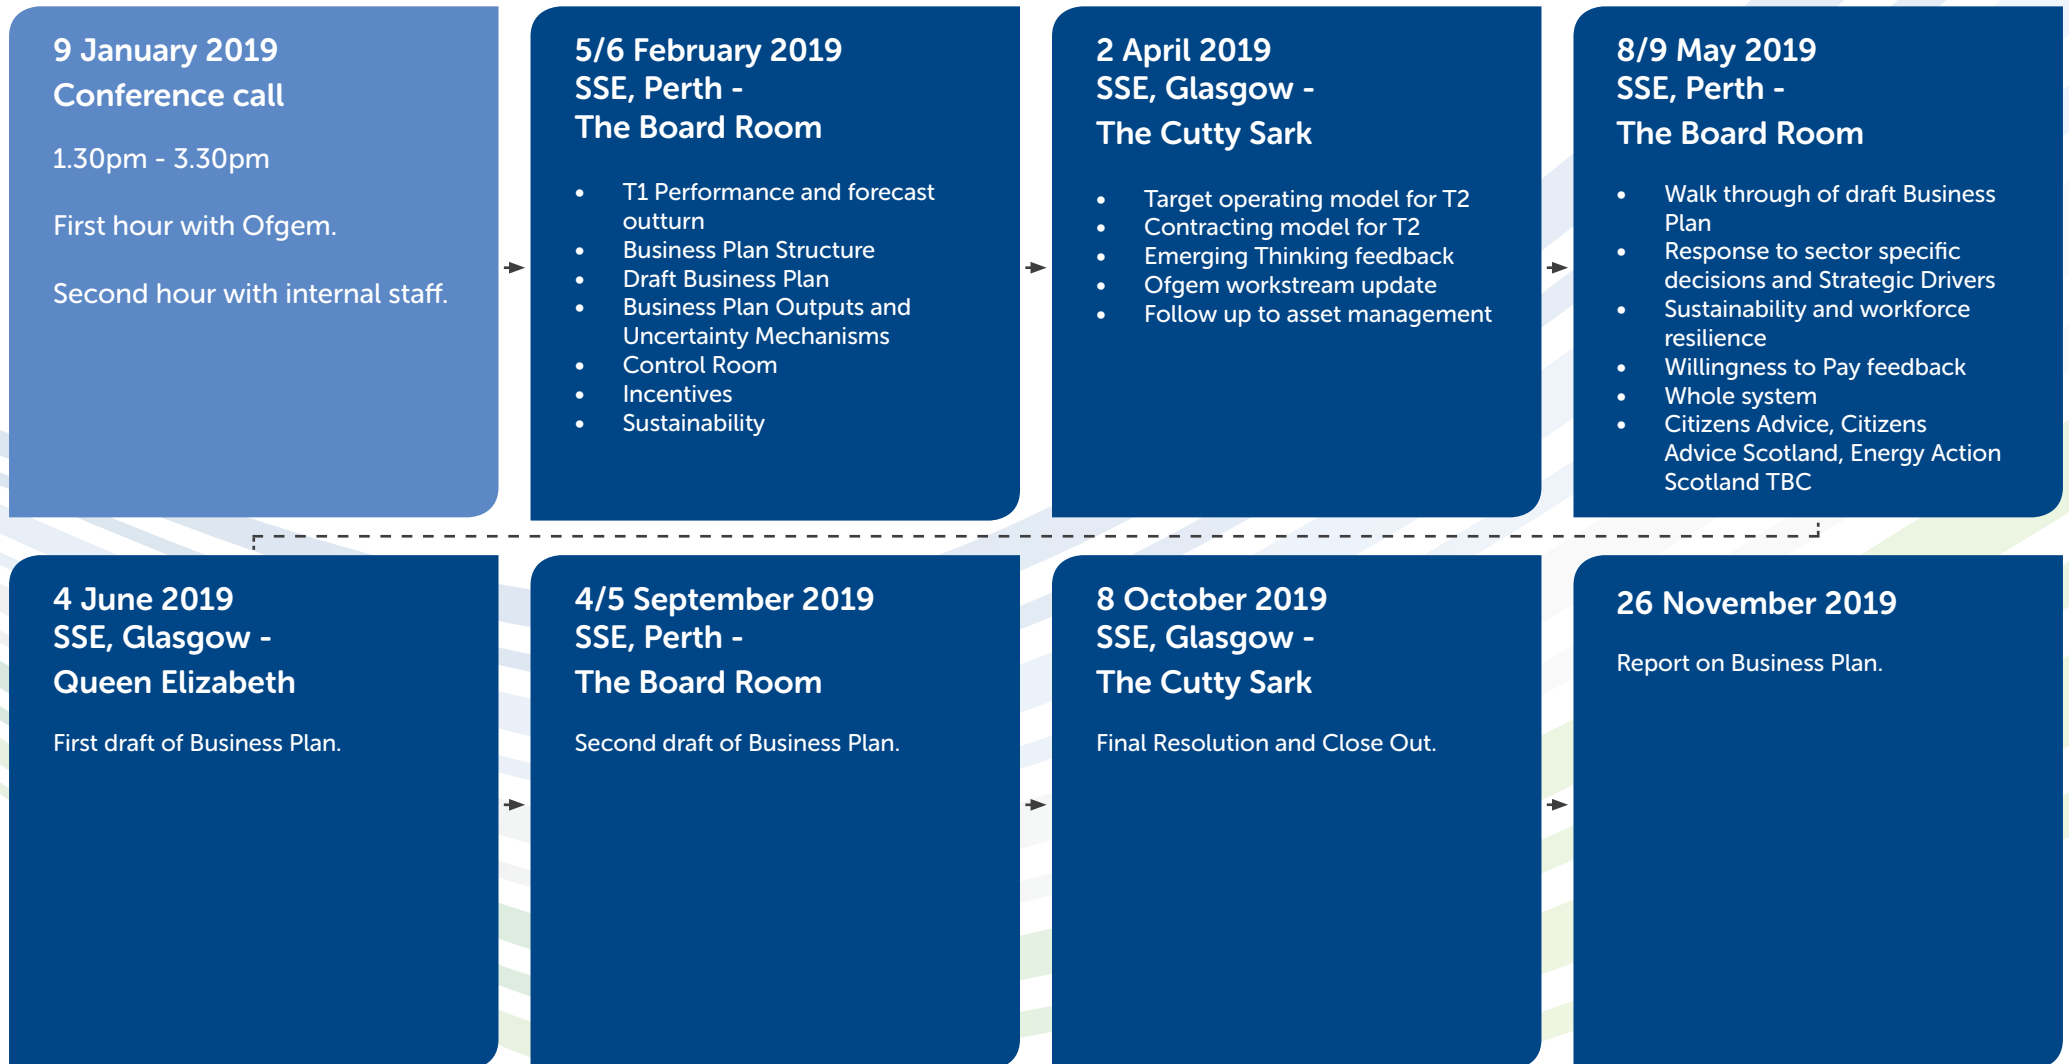 9 January 2019
Conference call
1.30pm - 3.30pm
First hour with Ofgem.
Second hour with internal staff.
5/6 February 2019
SSE, Perth -
The Board Room
• T1 Performance and forecast
outturn
• Business Plan Structure
• Draft Business Plan
• Business Plan Outputs and
Uncertainty Mechanisms
• Control Room
• Incentives
• Sustainability
2 April 2019
SSE, Glasgow -
The Cutty Sark
• Target operating model for T2
• Contracting model for T2
• Emerging Thinking feedback
• Ofgem workstream update
• Follow up to asset management
8/9 May 2019
SSE, Perth -
The Board Room
• Walk through of draft Business
Plan
• Response to sector specific
decisions and Strategic Drivers
• Sustainability and workforce
resilience
• Willingness to Pay feedback
• Whole system
• Citizens Advice, Citizens
Advice Scotland, Energy Action
Scotland TBC
4 June 2019
SSE, Glasgow -
Queen Elizabeth
First draft of Business Plan.
4/5 September 2019
SSE, Perth -
The Board Room
Second draft of Business Plan.
8 October 2019
SSE, Glasgow -
The Cutty Sark
Final Resolution and Close Out.
26 November 2019
Report on Business Plan.